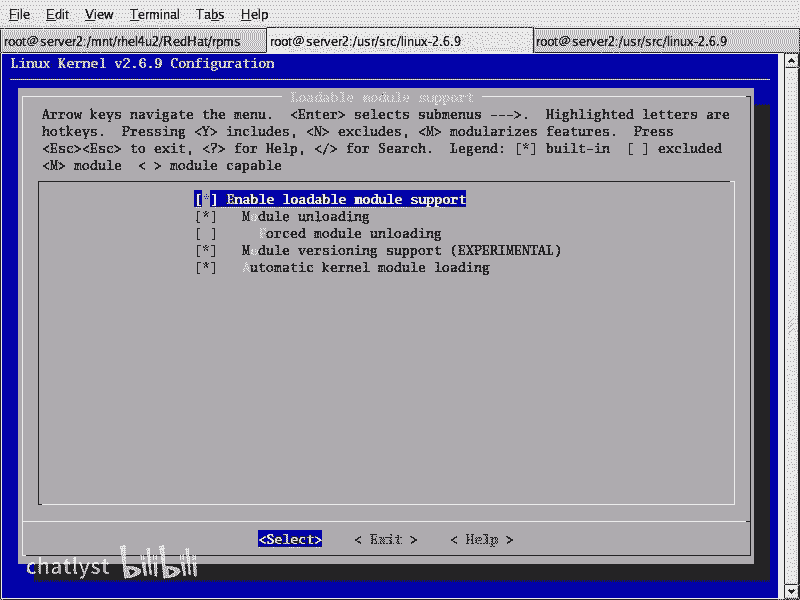 File Edit View Terminal Tabs Help
root@server2:/mnt/rhel4u2/RedHat/rpms root@server2:/usr/src/linux-2.6.9 root@server2:/usr/src/linux-2.6.9
Linux Kernel v2.6.9 Configuration
Loadable module support
Arrow keys navigate the menu. <Enter> selects submenus --->. Highlighted letters are
hotkeys. Pressing <Y> includes, <N> excludes, <M> modularizes features. Press
<Esc><Esc> to exit, <?> for Help, </> for Search. Legend: [*] built-in [ ] excluded
<M> module < > module capable
[*] Enable loadable module support
[*] Module unloading
[ ] Forced module unloading
[*] Module versioning support (EXPERIMENTAL)
[*] Automatic kernel module loading
<Select> < Exit > < Help >
chatlyst bilibili